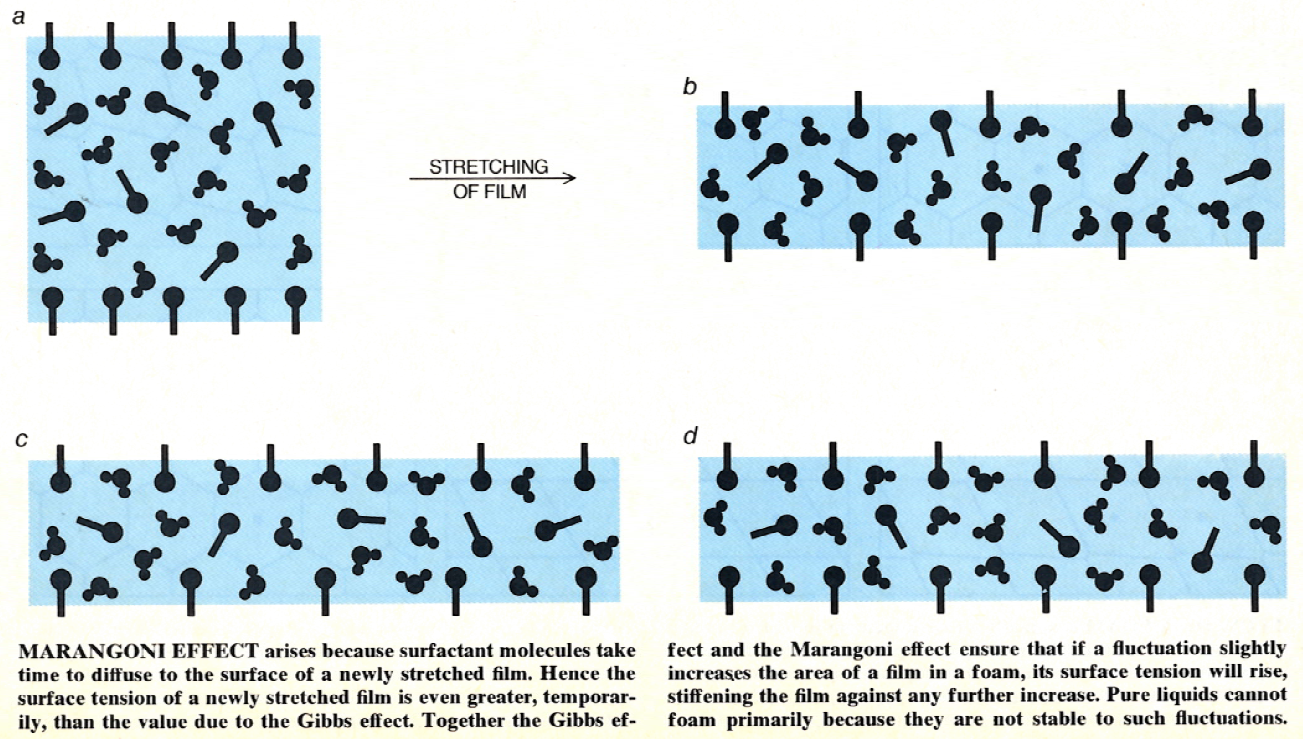 a
b
STRETCHING
OF FILM
c
d
MARANGONI EFFECT arises because surfactant molecules take
time to diffuse to the surface of a newly stretched film. Hence the
surface tension of a newly stretched film is even greater, temporar-
ily, than the value due to the Gibbs effect. Together the Gibbs ef-
fect and the Marangoni effect ensure that if a fluctuation slightly
increases the area of a film in a foam, its surface tension will rise,
stiffening the film against any further increase. Pure liquids cannot
foam primarily because they are not stable to such fluctuations.